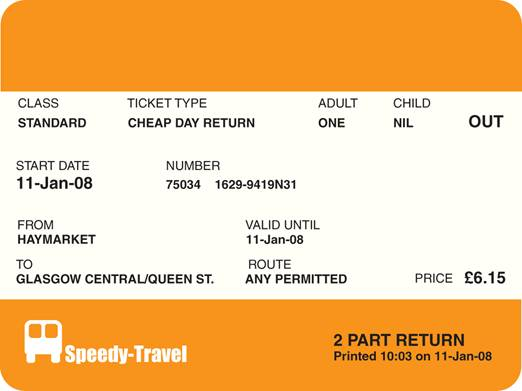 CLASS TICKET TYPE ADULT CHILD
STANDARD CHEAP DAY RETURN ONE NIL OUT
START DATE NUMBER
11-Jan-08 75034 1629-9419N31
FROM VALID UNTIL
HAYMARKET 11-Jan-08
TO ROUTE
GLASGOW CENTRAL/QUEEN ST. ANY PERMITTED PRICE £6.15
Speedy-Travel
2 PART RETURN
Printed 10:03 on 11-Jan-08